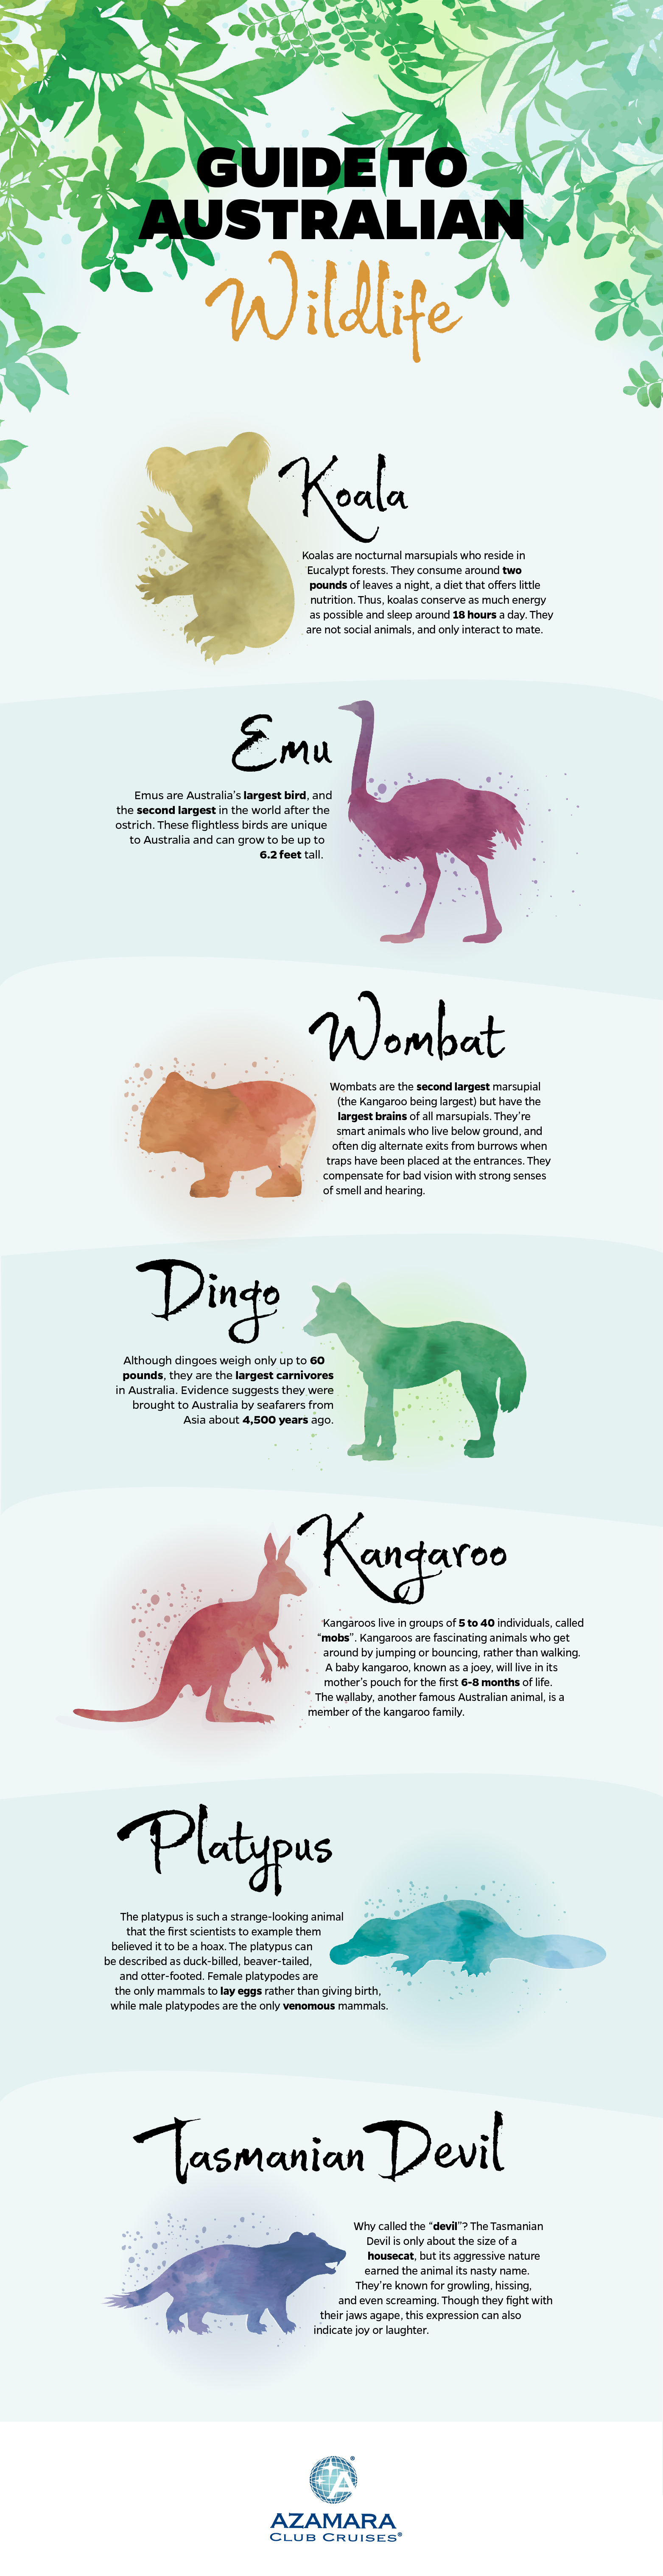 GUIDE TO
AUSTRALIAN
Wildlife
Koala
Koalas are nocturnal marsupials who reside in
Eucalypt forests. They consume around two
pounds of leaves a night, a diet that offers little
nutrition. Thus, koalas conserve as much energy
as possible and sleep around 18 hours a day. They
are not social animals, and only interact to mate.
Emu
Emus are Australia's largest bird, and
the second largest in the world after the
ostrich. These flightless birds are unique
to Australia and can grow to be up to
6.2 feet tall.
Wombat
Wombats are the second largest marsupial
(the Kangaroo being largest) but have the
largest brains of all marsupials. They're
smart animals who live below ground, and
often dig alternate exits from burrows when
traps have been placed at the entrances. They
compensate for bad vision with strong senses
of smell and hearing.
Dingo
Although dingoes weigh only up to 60
pounds, they are the largest carnivores
in Australia. Evidence suggests they were
brought to Australia by seafarers from
Asia about 4,500 years ago.
Kangaroo
Kangaroos live in groups of 5 to 40 individuals, called
"mobs". Kangaroos are fascinating animals who get
around by jumping or bouncing, rather than walking.
A baby kangaroo, known as a joey, will live in its
mother's pouch for the first 6-8 months of life.
The wallaby, another famous Australian animal, is a
member of the kangaroo family.
Platypus
The platypus is such a strange-looking animal
that the first scientists to example them
believed it to be a hoax. The platypus can
be described as duck-billed, beaver-tailed,
and otter-footed. Female platypodes are
the only mammals to lay eggs rather than giving birth,
while male platypodes are the only venomous mammals.
Tasmanian Devil
Why called the "devil"? The Tasmanian
Devil is only about the size of a
housecat, but its aggressive nature
earned the animal its nasty name.
They're known for growling, hissing,
and even screaming. Though they fight with
their jaws agape, this expression can also
indicate joy or laughter.
AZAMARA
CLUB CRUISES®